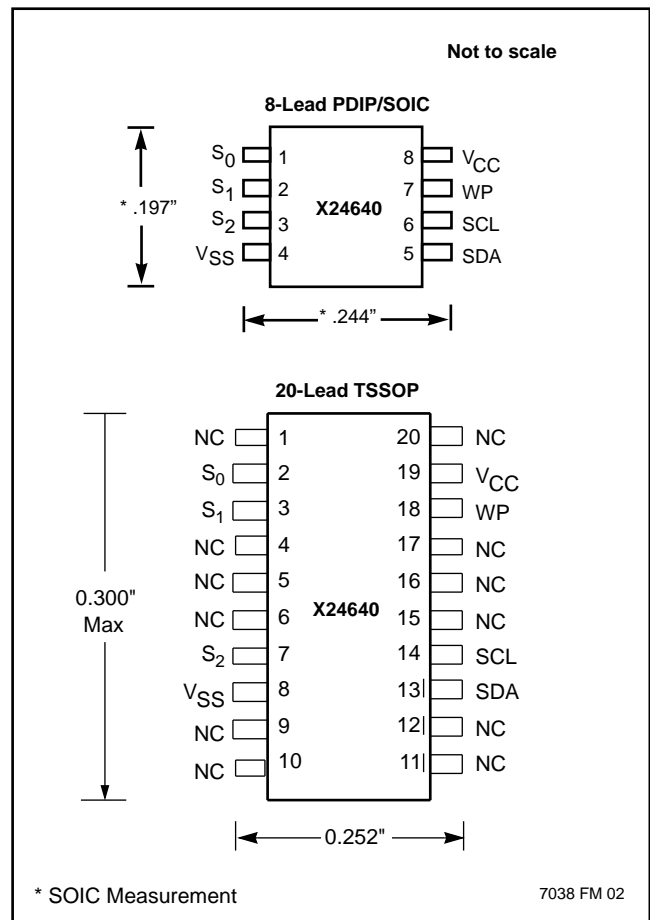 Not to scale
8-Lead PDIP/SOIC
S0 1 8 VCC
* .197” S1 2 X24640 7 WP
S2 3 6 SCL
VSS 4 5 SDA
* .244”
20-Lead TSSOP
NC 1 20 NC
S0 2 19 VCC
S1 3 18 WP
NC 4 17 NC
NC 5 16 NC
0.300"
Max
NC 6 X24640 15 NC
S2 7 14 SCL
VSS 8 13 SDA
NC 9 12 NC
NC 10 11 NC
0.252"
* SOIC Measurement 7038 FM 02